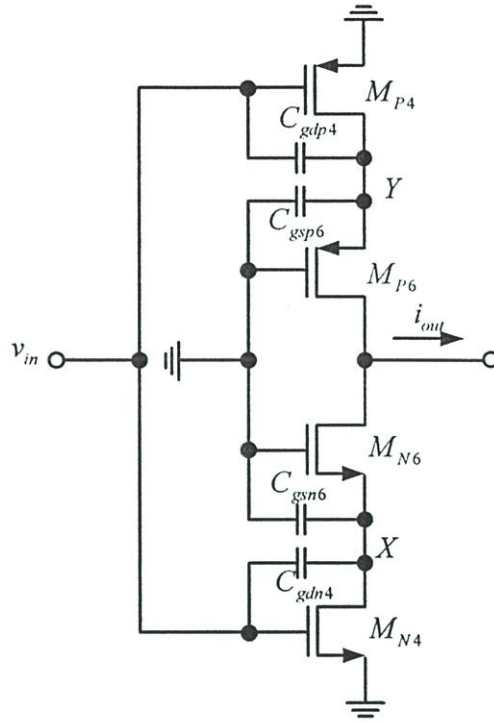 M_{P4}
C_{gdp4}
Y
C_{gsp6}
M_{P6}
i_{out}
v_{in}
M_{N6}
C_{gsn6}
X
C_{gdn4}
M_{N4}